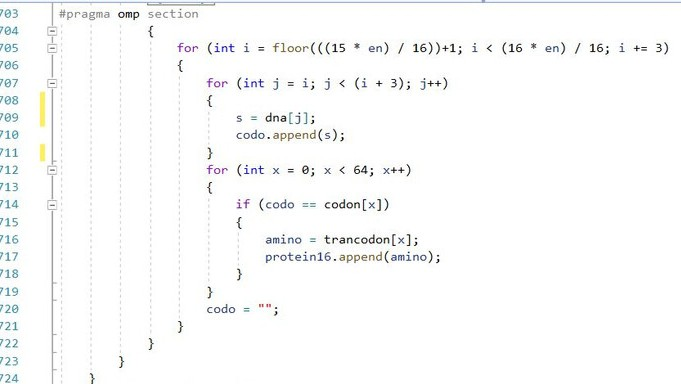 703 #pragma omp section
704 {
705 for (int i = floor(((15 * en) / 16))+1; i < (16 * en) / 16; i += 3)
706 {
707 for (int j = i; j < (i + 3); j++)
708 {
709 s = dna[j];
710 codo.append(s);
711 }
712 for (int x = 0; x < 64; x++)
713 {
714 if (codo == codon[x])
715 {
716 amino = trancodon[x];
717 protein16.append(amino);
718 }
719 }
720 codo = "";
721 }
722 }
723 }
724 }